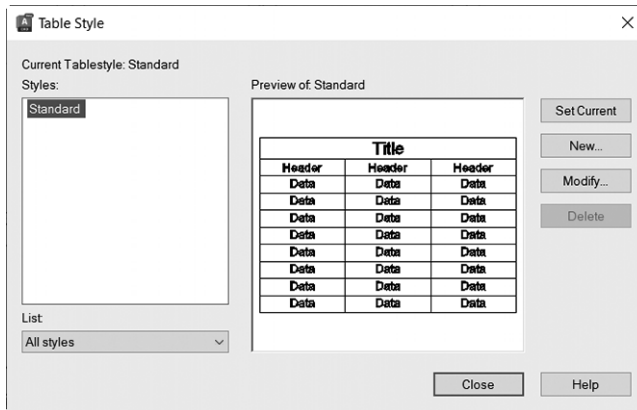 Table Style
Current Tablestyle: Standard
Styles:
Standard
List:
All styles
Preview of: Standard
Title
Header Header Header
Data Data Data
Data Data Data
Data Data Data
Data Data Data
Data Data Data
Data Data Data
Data Data Data
Data Data Data
Set Current
New...
Modify...
Delete
Close
Help